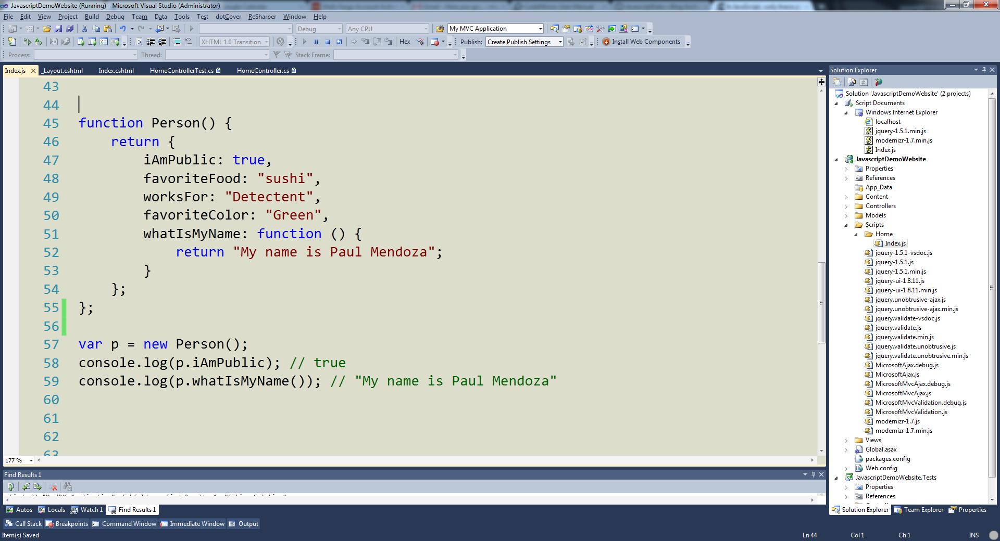 JavascriptDemoWebsite (Running) - Microsoft Visual Studio (Administrator)
File Edit View Project Build Debug Team Data Tools Test dotCover ReSharper Window Help
Debug Any CPU My MVC Application
XHTML 1.0 Transition Hex Publish: Create Publish Settings Install Web Components
Process: Thread: Stack Frame:
Index.js _Layout.cshtml Index.cshtml HomeControllerTest.cs HomeController.cs
43
44
45 function Person() {
46 return {
47 iAmPublic: true,
48 favoriteFood: "sushi",
49 worksFor: "Detectent",
50 favoriteColor: "Green",
51 whatIsMyName: function () {
52 return "My name is Paul Mendoza";
53 }
54 };
55 };
56
57 var p = new Person();
58 console.log(p.iAmPublic); // true
59 console.log(p.whatIsMyName()); // "My name is Paul Mendoza"
60
61
62
63
177 %
Find Results 1
Autos Locals Watch 1 Find Results 1
Call Stack Breakpoints Command Window Immediate Window Output
Item(s) Saved
Solution Explorer
Solution 'JavascriptDemoWebsite' (2 projects)
Script Documents
Windows Internet Explorer
localhost
jquery-1.5.1.min.js
modernizr-1.7.min.js
Index.js
JavascriptDemoWebsite
Properties
References
App_Data
Content
Controllers
Models
Scripts
Home
Index.js
jquery-1.5.1-vsdoc.js
jquery-1.5.1.js
jquery-1.5.1.min.js
jquery-ui-1.8.11.js
jquery-ui-1.8.11.min.js
jquery.unobtrusive-ajax.js
jquery.unobtrusive-ajax.min.js
jquery.validate-vsdoc.js
jquery.validate.js
jquery.validate.min.js
jquery.validate.unobtrusive.js
jquery.validate.unobtrusive.min.js
MicrosoftAjax.debug.js
MicrosoftAjax.js
MicrosoftMvcAjax.debug.js
MicrosoftMvcAjax.js
MicrosoftMvcValidation.debug.js
MicrosoftMvcValidation.js
modernizr-1.7.js
modernizr-1.7.min.js
Views
Global.asax
packages.config
Web.config
JavascriptDemoWebsite.Tests
Properties
References
Solution Explorer Team Explorer Properties
Ln 44 Col 1 Ch 1 INS